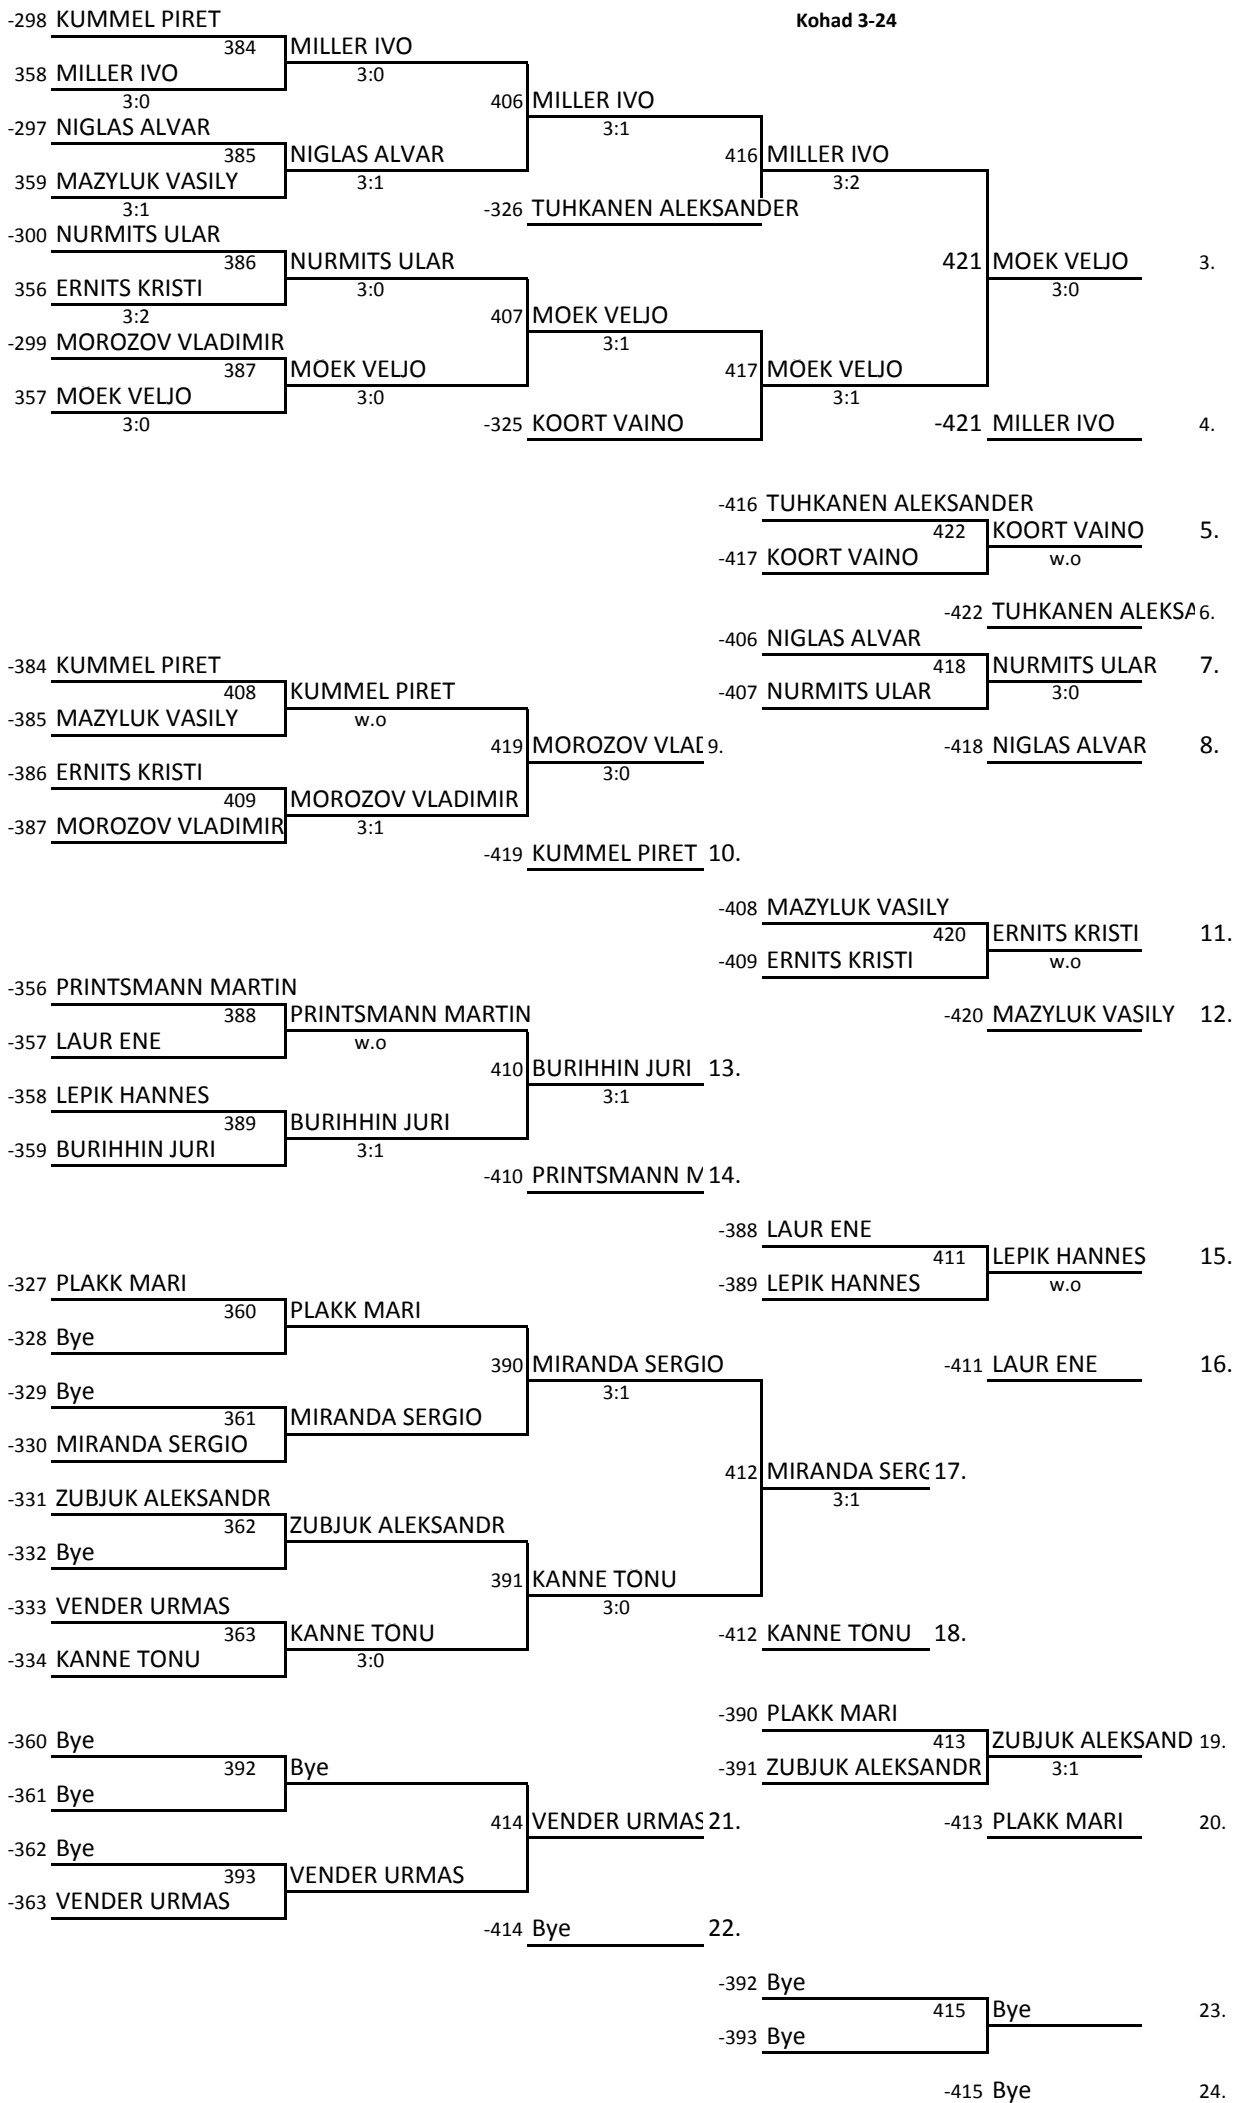 Kohad 3-24
-298 KUMMEL PIRET
384 MILLER IVO
358 MILLER IVO 3:0
3:0 406 MILLER IVO
-297 NIGLAS ALVAR 3:1
385 NIGLAS ALVAR 416 MILLER IVO
359 MAZYLUK VASILY 3:1 3:2
3:1 -326 TUHKANEN ALEKSANDER
-300 NURMITS ULAR
386 NURMITS ULAR 421 MOEK VELJO 3.
356 ERNITS KRISTI 3:0 3:0
3:2 407 MOEK VELJO
-299 MOROZOV VLADIMIR 3:1
387 MOEK VELJO 417 MOEK VELJO
357 MOEK VELJO 3:0 3:1
3:0 -325 KOORT VAINO -421 MILLER IVO 4.
-416 TUHKANEN ALEKSANDER
422 KOORT VAINO 5.
-417 KOORT VAINO w.o
-422 TUHKANEN ALEKSA 6.
-406 NIGLAS ALVAR
-384 KUMMEL PIRET 418 NURMITS ULAR 7.
408 KUMMEL PIRET -407 NURMITS ULAR 3:0
-385 MAZYLUK VASILY w.o
419 MOROZOV VLAD 9. -418 NIGLAS ALVAR 8.
-386 ERNITS KRISTI 3:0
409 MOROZOV VLADIMIR
-387 MOROZOV VLADIMIR 3:1
-419 KUMMEL PIRET 10.
-408 MAZYLUK VASILY
420 ERNITS KRISTI 11.
-409 ERNITS KRISTI w.o
-356 PRINTSMANN MARTIN
388 PRINTSMANN MARTIN -420 MAZYLUK VASILY 12.
-357 LAUR ENE w.o
410 BURIHHIN JURI 13.
-358 LEPIK HANNES 3:1
389 BURIHHIN JURI
-359 BURIHHIN JURI 3:1
-410 PRINTSMANN M 14.
-388 LAUR ENE
411 LEPIK HANNES 15.
-327 PLAKK MARI -389 LEPIK HANNES w.o
360 PLAKK MARI
-328 Bye
390 MIRANDA SERGIO -411 LAUR ENE 16.
-329 Bye 3:1
361 MIRANDA SERGIO
-330 MIRANDA SERGIO
412 MIRANDA SERG 17.
-331 ZUBJUK ALEKSANDR 3:1
362 ZUBJUK ALEKSANDR
-332 Bye
391 KANNE TONU
-333 VENDER URMAS 3:0
363 KANNE TONU -412 KANNE TONU 18.
-334 KANNE TONU 3:0
-390 PLAKK MARI
-360 Bye 413 ZUBJUK ALEKSAND 19.
392 Bye -391 ZUBJUK ALEKSANDR 3:1
-361 Bye
414 VENDER URMAS 21. -413 PLAKK MARI 20.
-362 Bye
393 VENDER URMAS
-363 VENDER URMAS
-414 Bye 22.
-392 Bye
415 Bye 23.
-393 Bye
-415 Bye 24.